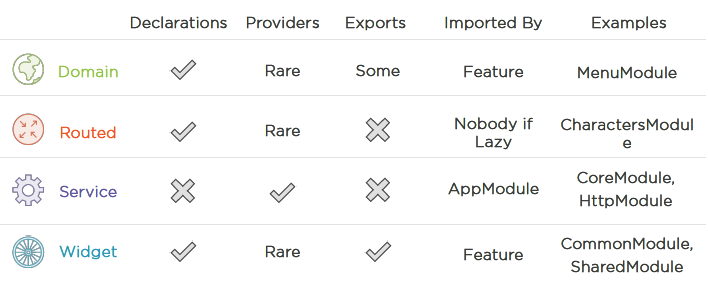 Declarations Providers Exports Imported By Examples
Domain Rare Some Feature MenuModule
Routed Rare Nobody if Lazy CharactersModul
e
Service AppModule CoreModule,
HttpModule
Widget Rare Feature CommonModule,
SharedModule